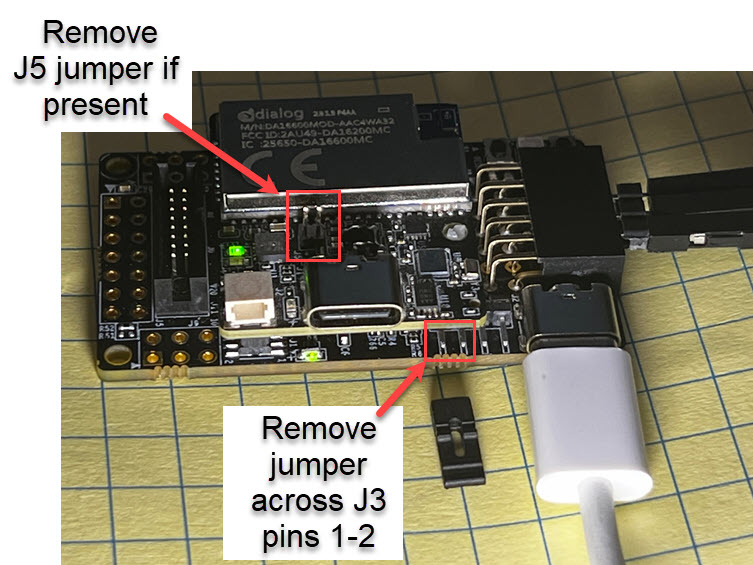 Remove
J5 jumper if
present
dialog
M/N:DA16600MOD-AAC4WA32
FCC ID:2AU49-DA16200MC
IC :25650-DA16600MC
CE
J2
Remove
jumper
across J3
pins 1-2